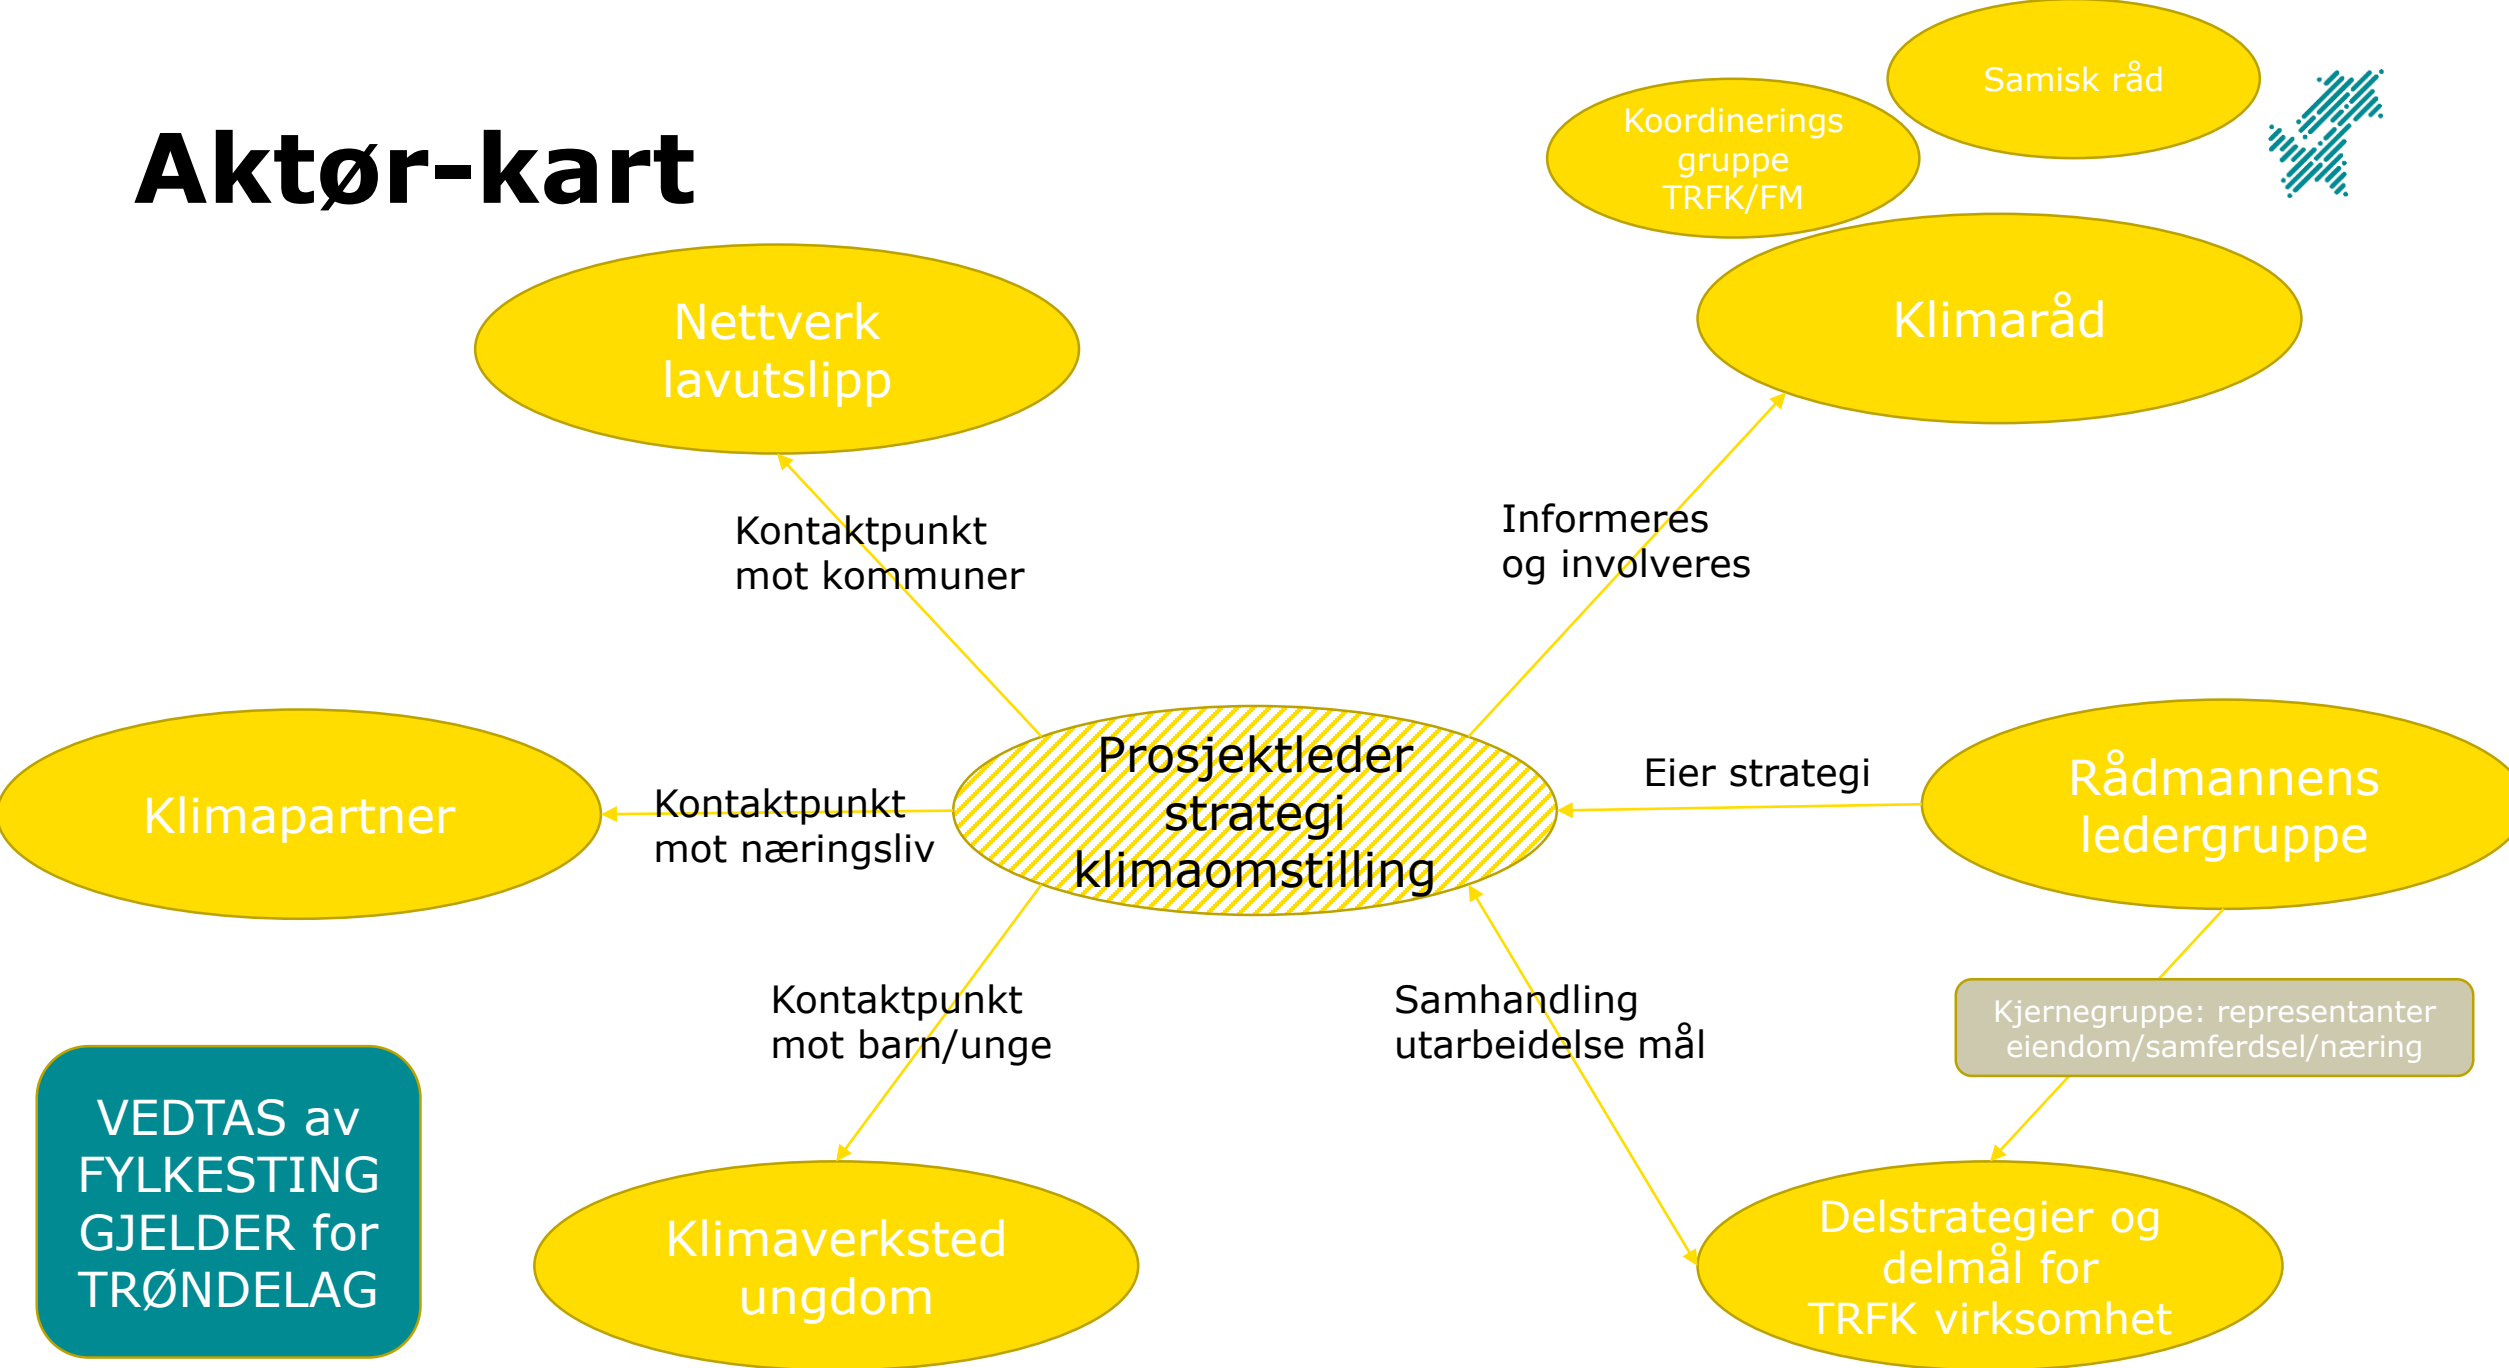 Aktør-kart
Samisk råd
Koordinerings
gruppe
TRFK/FM
Klimaråd
Nettverk
lavutslipp
Kontaktpunkt
mot kommuner
Informeres
og involveres
Klimapartner
Kontaktpunkt
mot næringsliv
Prosjektleder
strategi
klimaomstilling
Eier strategi
Rådmannens
ledergruppe
Kontaktpunkt
mot barn/unge
Samhandling
utarbeidelse mål
Kjernegruppe: representanter
eiendom/samferdsel/næring
VEDTAS av
FYLKESTING
GJELDER for
TRØNDELAG
Klimaverksted
ungdom
Delstrategier og
delmål for
TRFK virksomhet